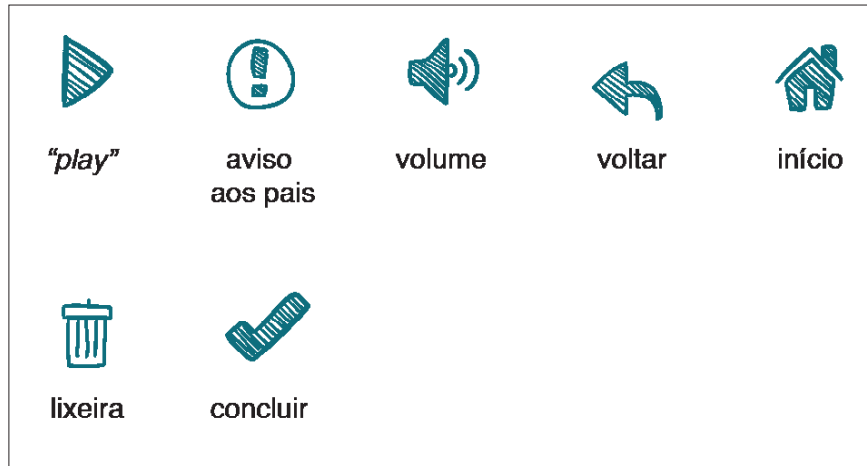 “play”
aviso
aos pais
volume
voltar
início
lixeira
concluir